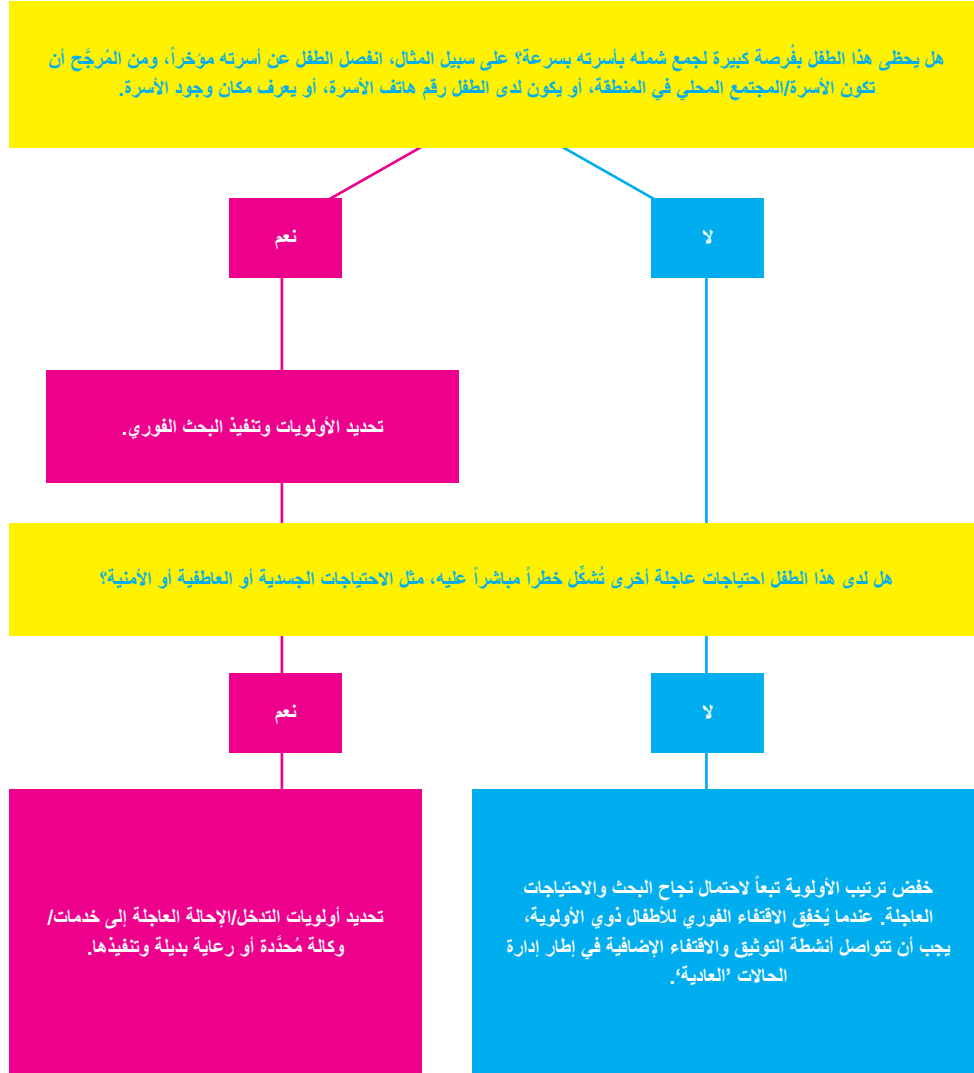 هل يحظى هذا الطفل بفُرصة كبيرة لجمع شمله بأسرته بسرعة؟ على سبيل المثال، انفصل الطفل عن أسرته مؤخراً، ومن المُرجَّح أن
تكون الأسرة/المجتمع المحلي في المنطقة، أو يكون لدى الطفل رقم هاتف الأسرة، أو يعرف مكان وجود الأسرة.
لا
نعم
تحديد الأولويات وتنفيذ البحث الفوري.
هل لدى هذا الطفل احتياجات عاجلة أخرى تُشكِّل خطراً مباشراً عليه، مثل الاحتياجات الجسدية أو العاطفية أو الأمنية؟
لا
نعم
خفض ترتيب الأولوية تبعاً لاحتمال نجاح البحث والاحتياجات
العاجلة. عندما يُخفِق الاقتفاء الفوري للأطفال ذوي الأولوية،
يجب أن تتواصل أنشطة التوثيق والاقتفاء الإضافية في إطار إدارة
الحالات ’العادية‘.
تحديد أولويات التدخل/الإحالة العاجلة إلى خدمات/
وكالة مُحدَّدة أو رعاية بديلة وتنفيذها.